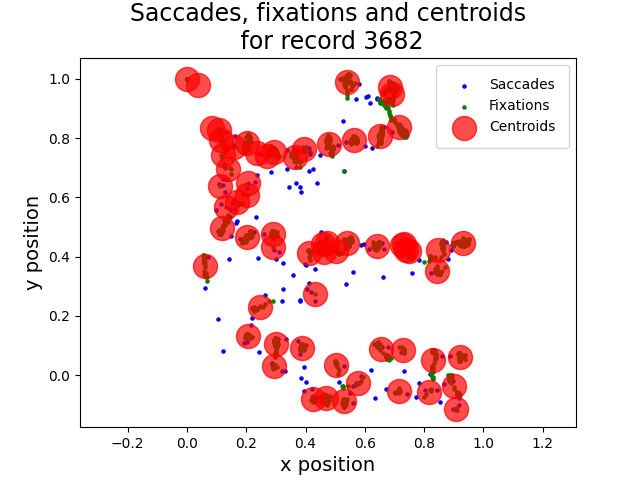 Saccades, fixations and centroids
for record 3682
Saccades
Fixations
Centroids
1.0
0.8
0.6
0.4
0.2
0.0
y position
−0.2 0.0 0.2 0.4 0.6 0.8 1.0 1.2
x position